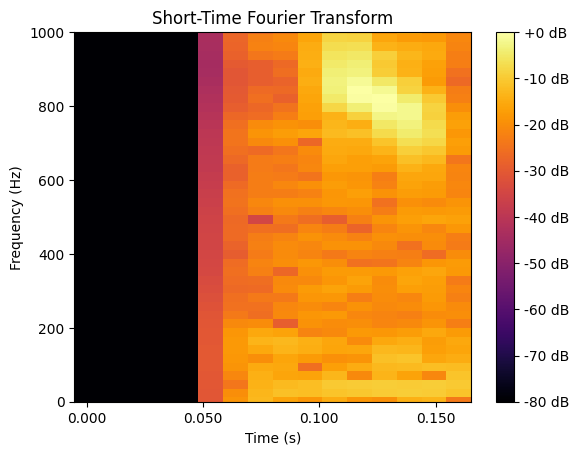 Short-Time Fourier Transform
1000
800
600
400
200
0
Frequency (Hz)
0.000
0.050
0.100
0.150
Time (s)
+0 dB
-10 dB
-20 dB
-30 dB
-40 dB
-50 dB
-60 dB
-70 dB
-80 dB